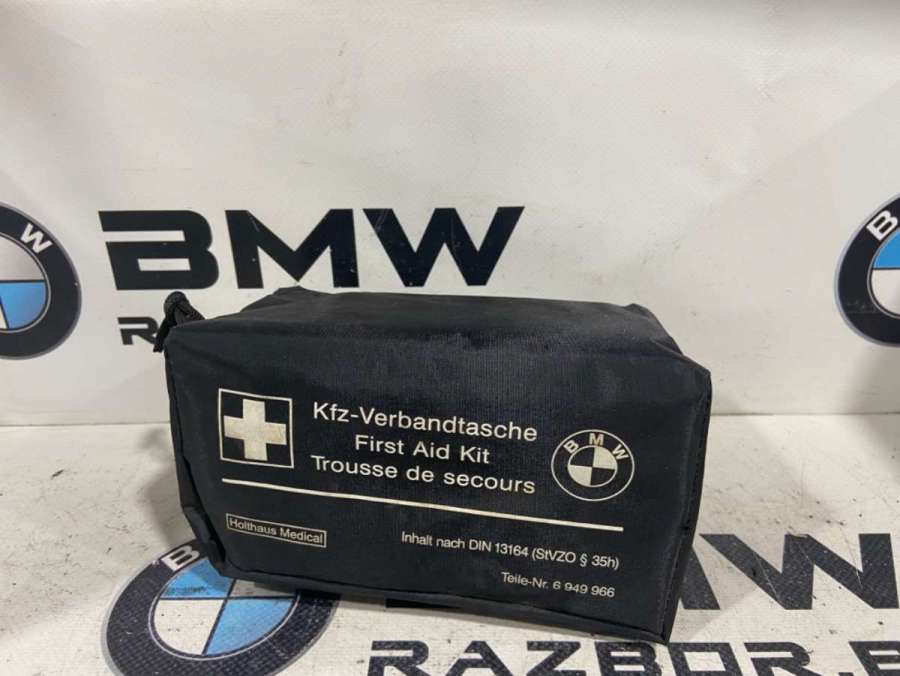 BMW
W
B
Kfz-Verbandtasche
First Aid Kit
Trousse de secours
BMW
Holthaus Medical
Inhalt nach DIN 13164 (StVZO § 35h)
Teile-Nr. 6 949 966
BMW
RAZBOR.B